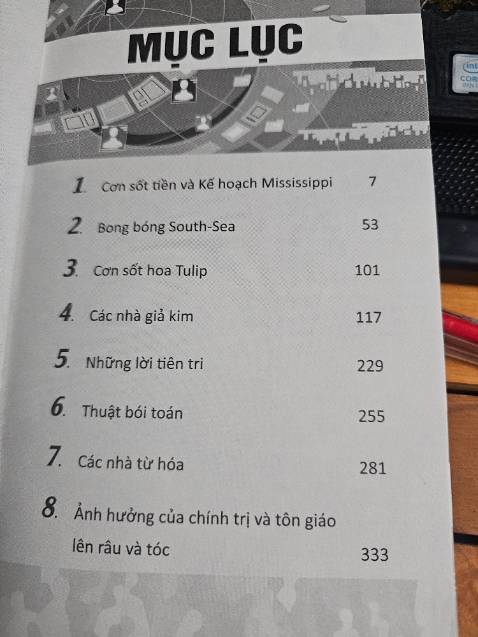 MỤC LỤC
1. Cơn sốt tiền và Kế hoạch Mississippi 7
2. Bong bóng South-Sea 53
3. Cơn sốt hoa Tulip 101
4. Các nhà giả kim 117
5. Những lời tiên tri 229
6. Thuật bói toán 255
7. Các nhà từ hóa 281
8. Ảnh hưởng của chính trị và tôn giáo
lên râu và tóc 333